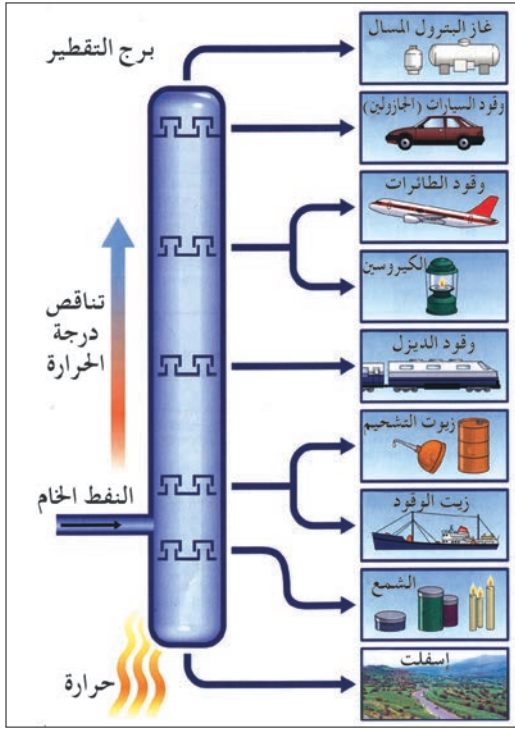 برج التقطير
غاز البترول المسال
وقود السيارات (الجازولين)
وقود الطائرات
الكيروسين
تناقص
درجة
الحرارة
وقود الديزل
زيوت التشحيم
النفط الخام
زيت الوقود
الشمع
حرارة
إسفلت